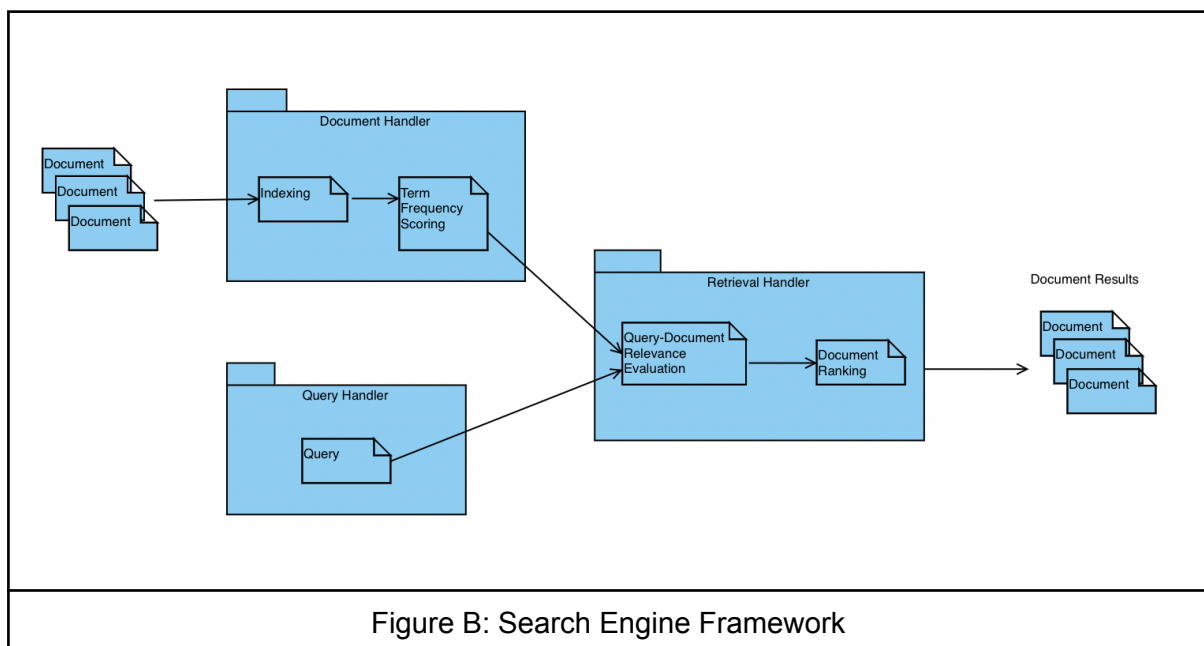 Document Handler
Document
Document
Document
Indexing
Term
Frequency
Scoring
Query Handler
Query
Retrieval Handler
Query-Document
Relevance
Evaluation
Document
Ranking
Document Results
Document
Document
Document
Figure B: Search Engine Framework